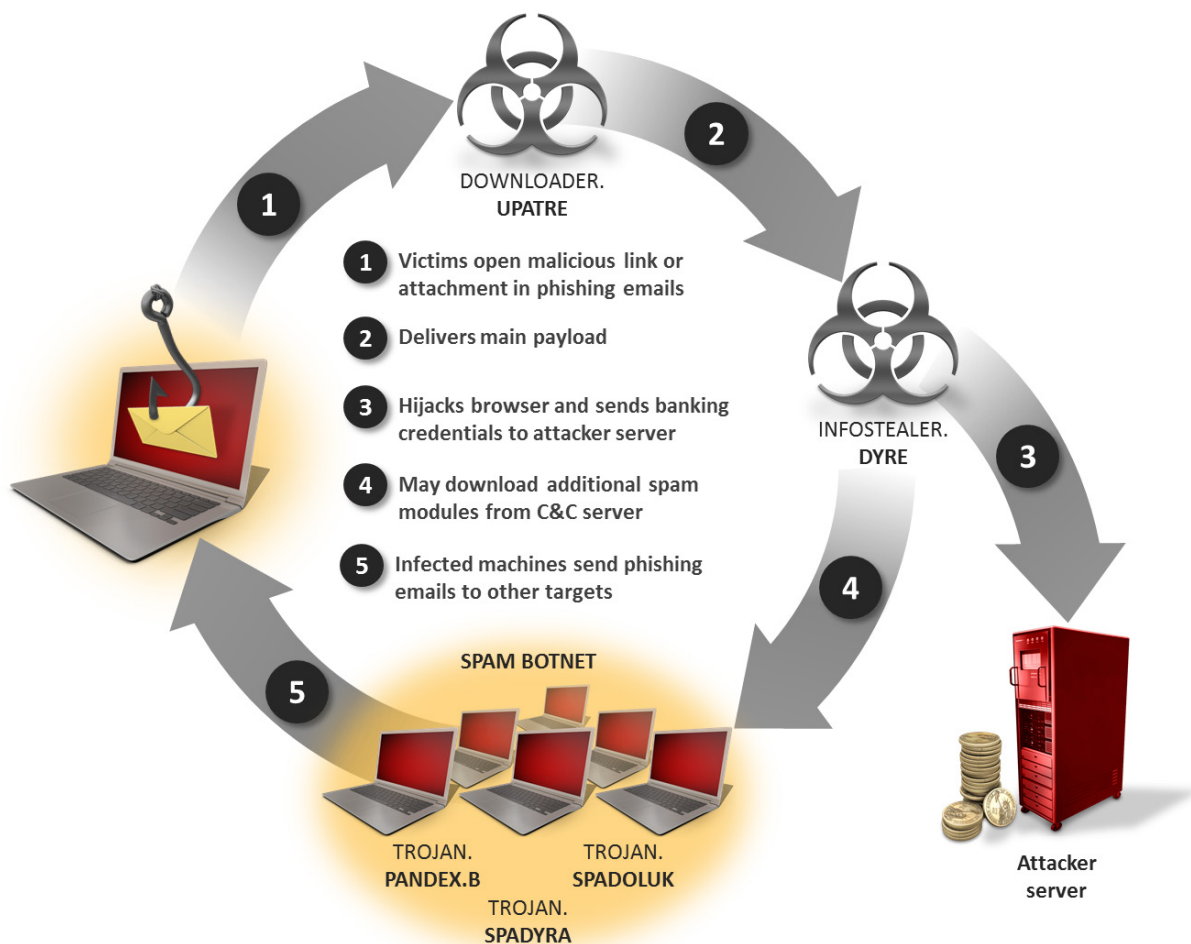 DOWNLOADER.
UPATRE
1
2
1 Victims open malicious link or
attachment in phishing emails
2 Delivers main payload
3 Hijacks browser and sends banking
credentials to attacker server
4 May download additional spam
modules from C&C server
5 Infected machines send phishing
emails to other targets
INFOSTEALER.
DYRE
3
4
5
SPAM BOTNET
TROJAN.
PANDEX.B
TROJAN.
SPADOLUK
TROJAN.
SPADYRA
Attacker
server